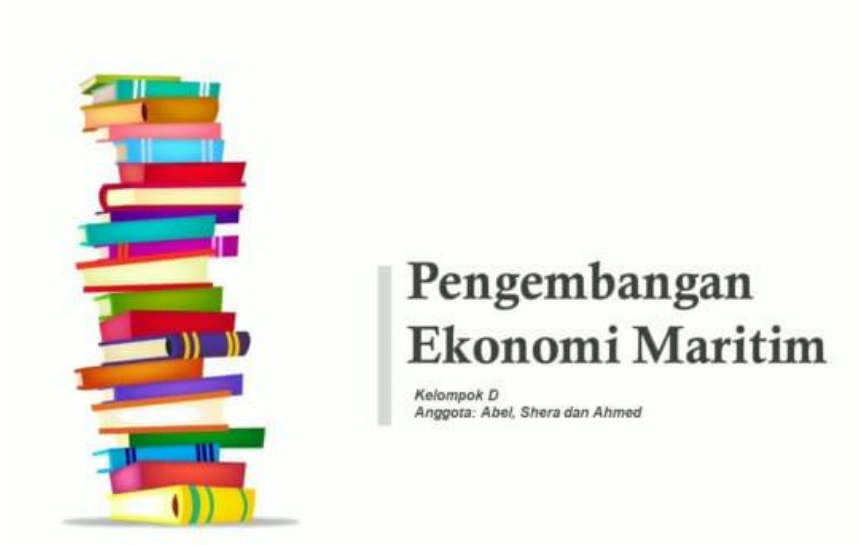 Pengembangan
Ekonomi Maritim
Kelompok D
Anggota: Abel, Shera dan Ahmed